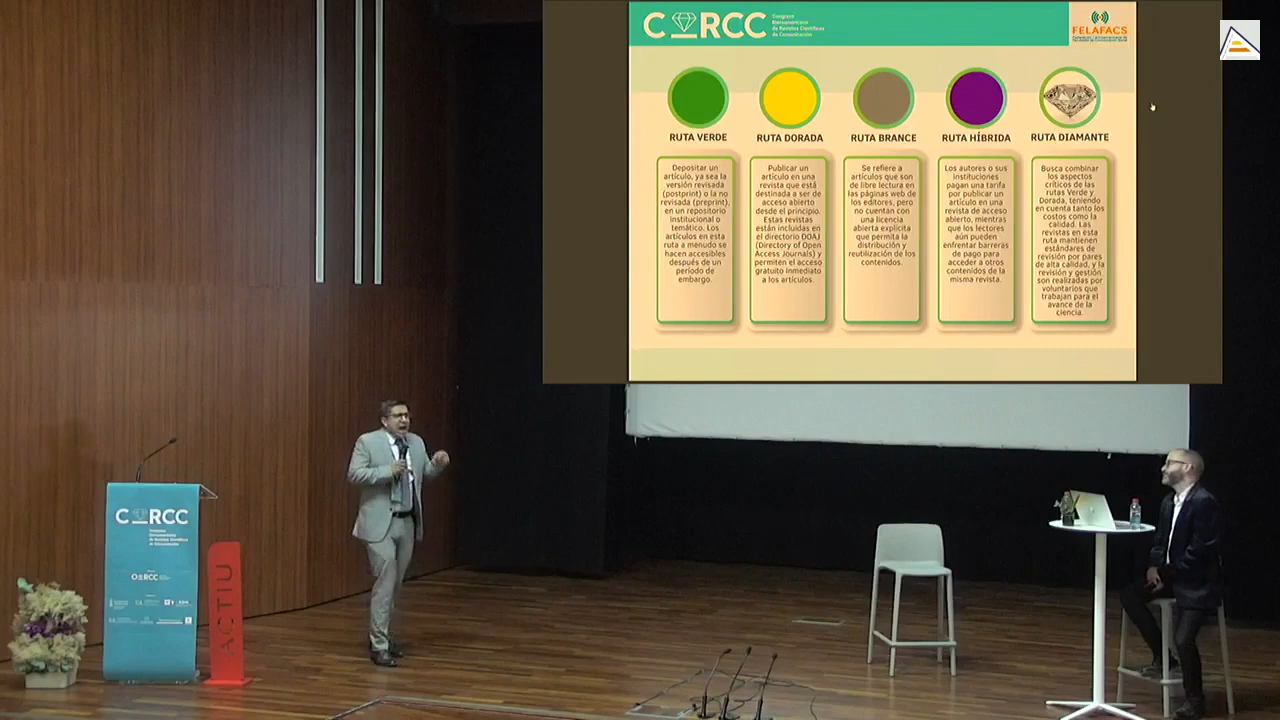 C RCC
Congreso
Iberoamericano
de Revistas Científicas
de Comunicación
FELAFACS
RUTA VERDE
Depositar un
artículo, ya sea la
versión revisada
(postprint) o la no
revisada (preprint),
en un repositorio
institucional o
temático. Los
artículos en esta
ruta a menudo se
hacen accesibles
después de un
período de
embargo.
RUTA DORADA
Publicar un
artículo en una
revista que está
destinada a ser de
acceso abierto
desde el principio.
Estas revistas
están incluidas en
el directorio DOAJ
(Directory of Open
Access Journals) y
permiten el acceso
gratuito inmediato
a los artículos.
RUTA BRANCE
Se refiere a
artículos que son
de libre lectura en
las páginas web de
los editores, pero
no cuentan con
una licencia
abierta explícita
que permita la
distribución y
reutilización de los
contenidos.
RUTA HÍBRIDA
Los autores o sus
instituciones
pagan una tarifa
por publicar un
artículo en una
revista de acceso
abierto, mientras
que los lectores
aún pueden
enfrentar barreras
de pago para
acceder a otros
contenidos de la
misma revista.
RUTA DIAMANTE
Busca combinar
los aspectos
críticos de las
rutas Verde y
Dorada, teniendo
en cuenta tanto los
costos como la
calidad. Las
revistas en esta
ruta mantienen
estándares de
revisión por pares
de alta calidad, y la
revisión y gestión
son realizadas por
voluntarios que
trabajan para el
avance de la
ciencia.
C RCC
Congreso
Iberoamericano
de Revistas Científicas
de Comunicación
ACTIU